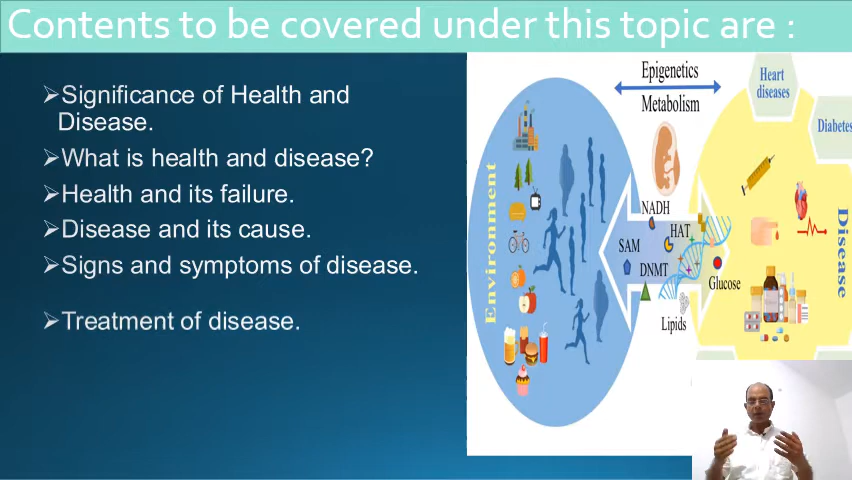 Contents to be covered under this topic are :
➢Significance of Health and
Disease.
➢What is health and disease?
➢Health and its failure.
➢Disease and its cause.
➢Signs and symptoms of disease.
➢Treatment of disease.
Epigenetics
Metabolism
Heart
diseases
Diabetes
Environment
NADH
HAT
SAM
DNMT
Glucose
Lipids
Disease